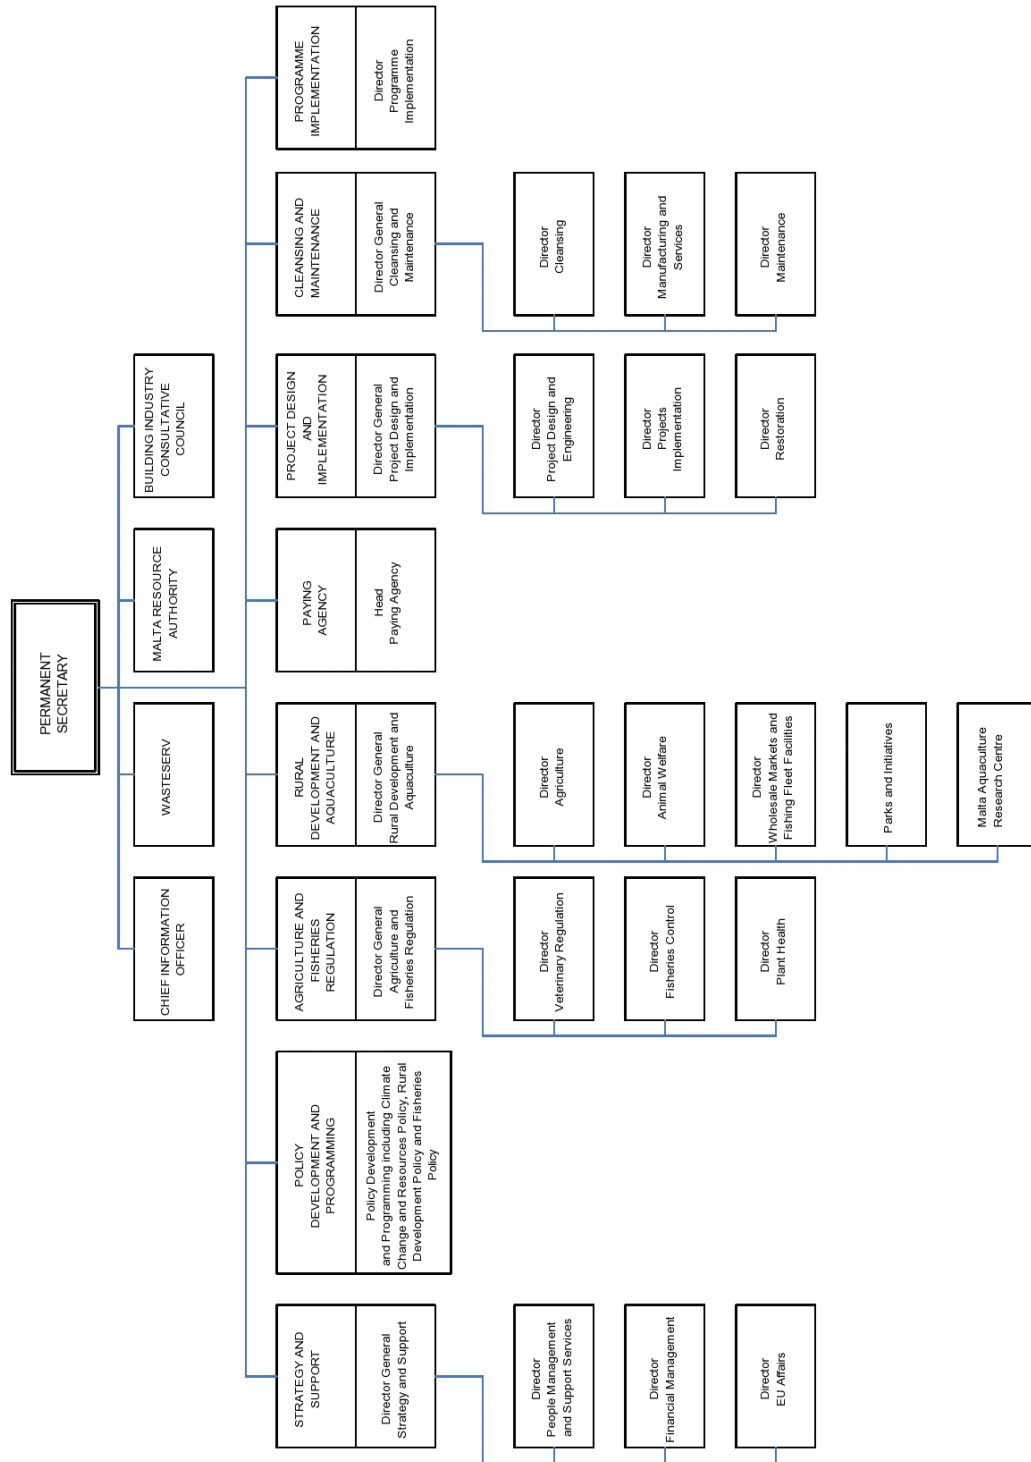 PERMANENT
SECRETARY
CHIEF INFORMATION
OFFICER
WASTESERV
MALTA RESOURCE
AUTHORITY
BUILDING INDUSTRY
CONSULTATIVE
COUNCIL
STRATEGY AND
SUPPORT
Director General
Strategy and Support
Director
People Management
and Support Services
Director
Financial Management
Director
EU Affairs
POLICY
DEVELOPMENT AND
PROGRAMMING
Policy Development
and Programming including Climate
Change and Resources Policy, Rural
Development Policy and Fisheries
Policy
AGRICULTURE AND
FISHERIES
REGULATION
Director General
Agriculture and
Fisheries Regulation
Director
Veterinary Regulation
Director
Fisheries Control
Director
Plant Health
RURAL
DEVELOPMENT AND
AQUACULTURE
Director General
Rural Development and
Aquaculture
Director
Agriculture
Director
Animal Welfare
Director
Wholesale Markets and
Fishing Fleet Facilities
Parks and Initiatives
Malta Aquaculture
Research Centre
PAYING
AGENCY
Head
Paying Agency
PROJECT DESIGN
AND
IMPLEMENTATION
Director General
Project Design and
Implementation
Director
Project Design and
Engineering
Director
Projects
Implementation
Director
Restoration
CLEANSING AND
MAINTENANCE
Director General
Cleansing and
Maintenance
Director
Cleansing
Director
Manufacturing and
Services
Director
Maintenance
PROGRAMME
IMPLEMENTATION
Director
Programme
Implementation